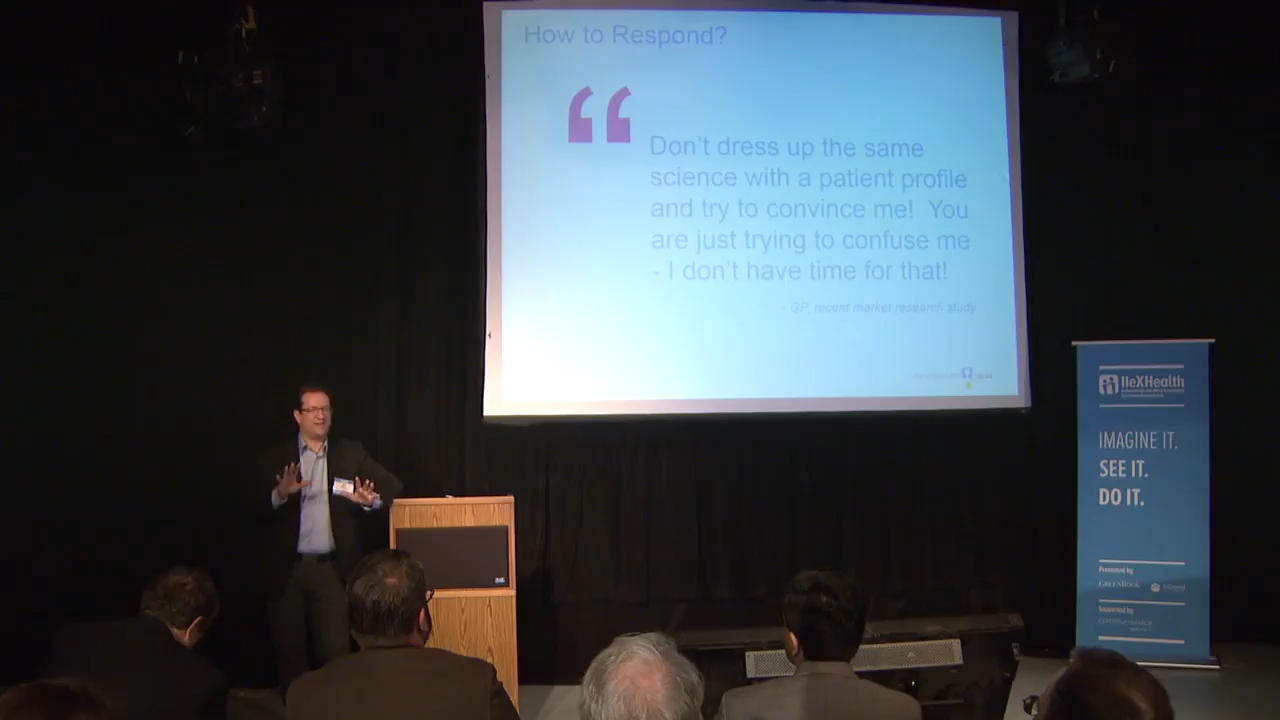 How to Respond?
“
Don't dress up the same
science with a patient profile
and try to convince me!  You
are just trying to confuse me
- I don't have time for that!
- GP, recent market research study
IIeXHealth
IMAGINE IT.
SEE IT.
DO IT.
Presented by
GREENBOOK
Supported by